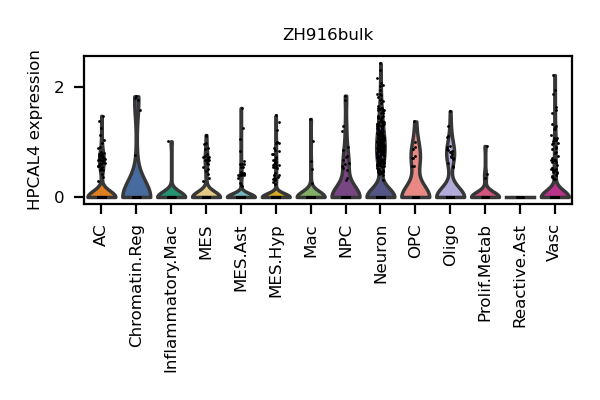 ZH916bulk
HPCAL4 expression
2
0
AC
Chromatin.Reg
Inflammatory.Mac
MES
MES.Ast
MES.Hyp
Mac
NPC
Neuron
OPC
Oligo
Prolif.Metab
Reactive.Ast
Vasc